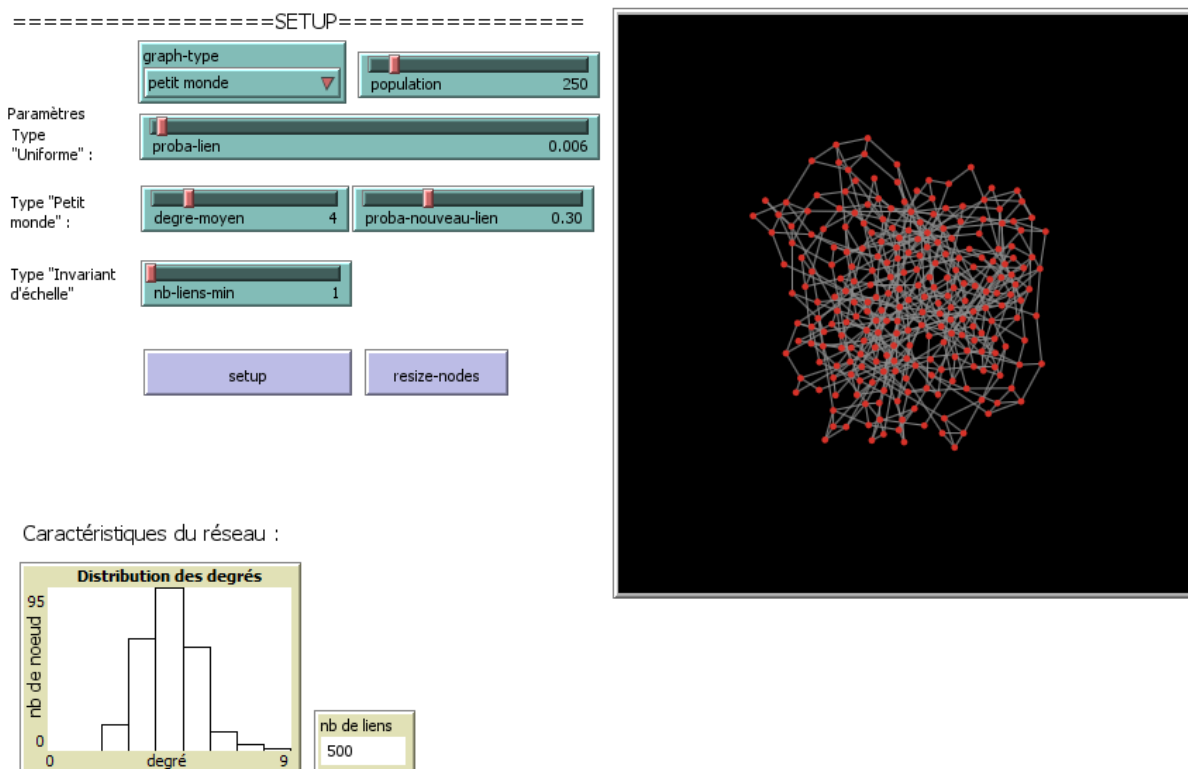 =================SETUP================
graph-type
petit monde
population 250
Paramètres
Type
"Uniforme" :
proba-lien 0.006
Type "Petit
monde" :
degre-moyen 4
proba-nouveau-lien 0.30
Type "Invariant
d'échelle"
nb-liens-min 1
setup
resize-nodes
Caractéristiques du réseau :
Distribution des degrés
95
nb de noeud
0
0
degré
9
nb de liens
500